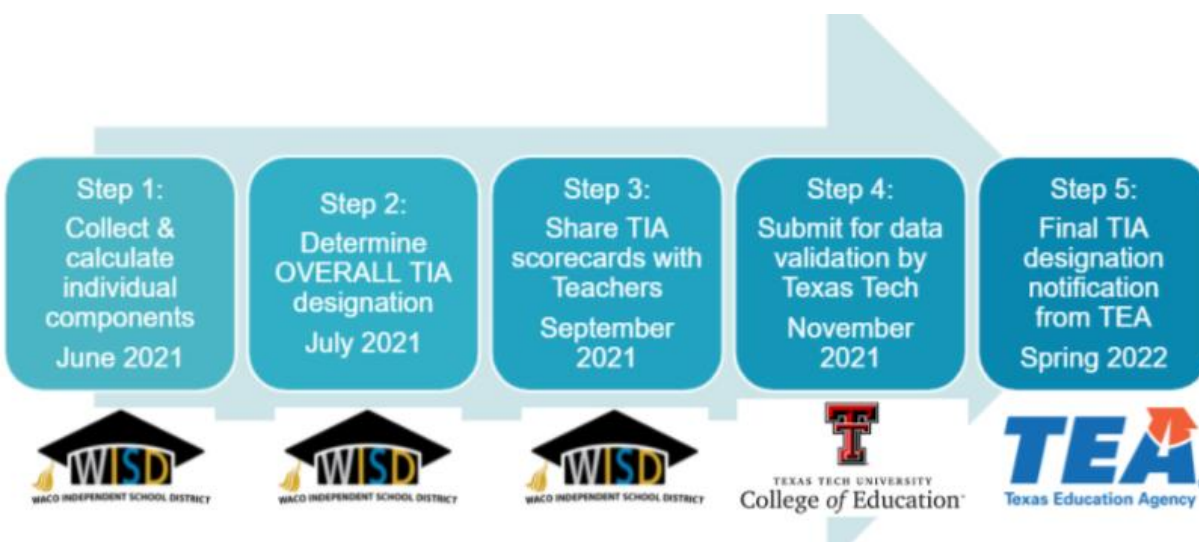 Step 1:
Collect &
calculate
individual
components
June 2021
Step 2:
Determine
OVERALL TIA
designation
July 2021
Step 3:
Share TIA
scorecards with
Teachers
September
2021
Step 4:
Submit for data
validation by
Texas Tech
November
2021
Step 5:
Final TIA
designation
notification
from TEA
Spring 2022
WISD
WACO INDEPENDENT SCHOOL DISTRICT
WISD
WACO INDEPENDENT SCHOOL DISTRICT
WISD
WACO INDEPENDENT SCHOOL DISTRICT
TEXAS TECH UNIVERSITY
College of Education
TEA
Texas Education Agency